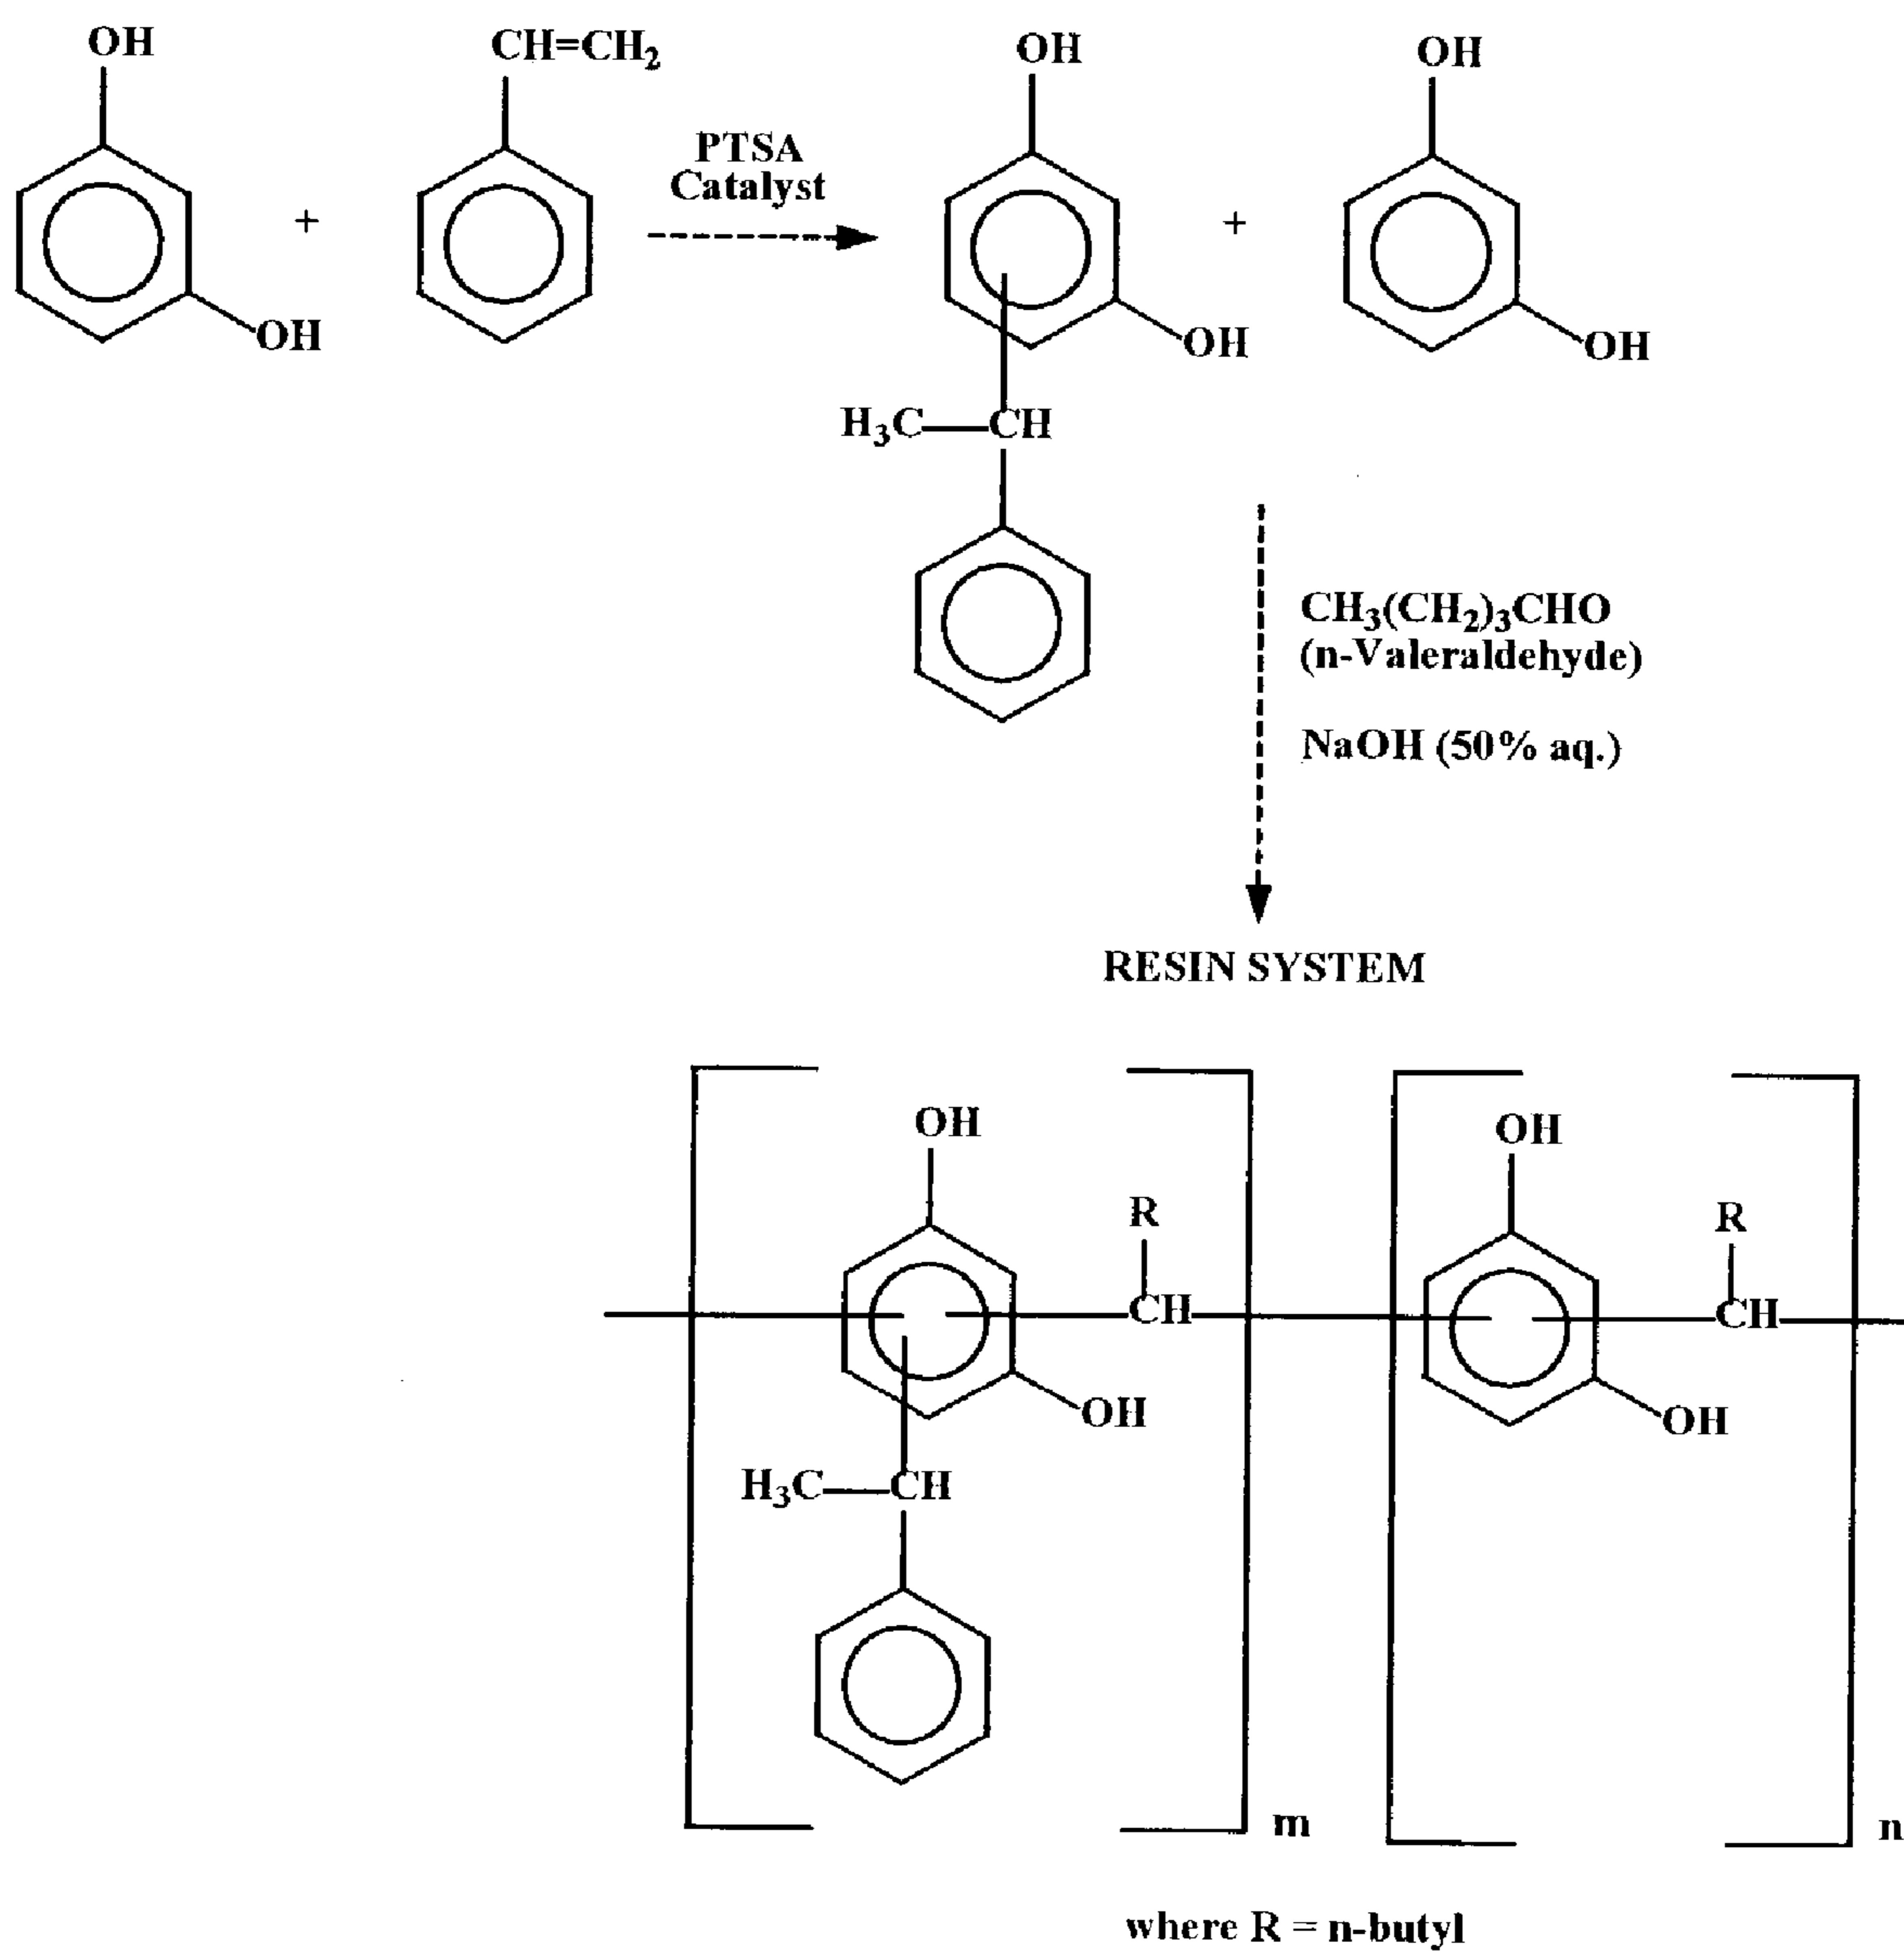 OH
CH=CH₂
OH
OH
PTSA
Catalyst
+
+
OH
OH
OH
H₃C
CH
CH₃(CH₂)₃CHO
(n-Valeraldehyde)
NaOH (50% aq.)
RESIN SYSTEM
OH
OH
R
R
CH
CH
OH
OH
H₃C
CH
m
n
where R = n-butyl